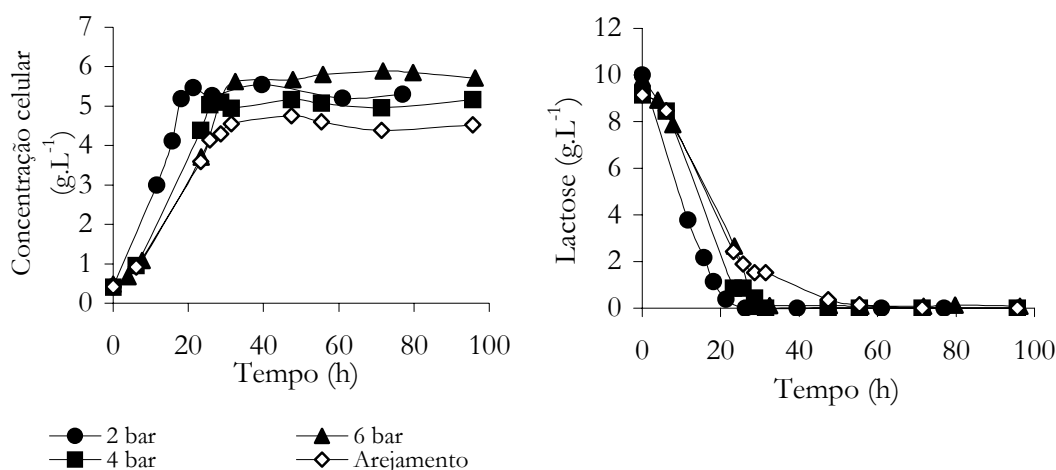 Concentração celular
(g.L⁻¹)
7
6
5
4
3
2
1
0
0 20 40 60 80 100
Tempo (h)
Lactose (g.L⁻¹)
12
10
8
6
4
2
0
0 20 40 60 80 100
Tempo (h)
2 bar
6 bar
4 bar
Arejamento